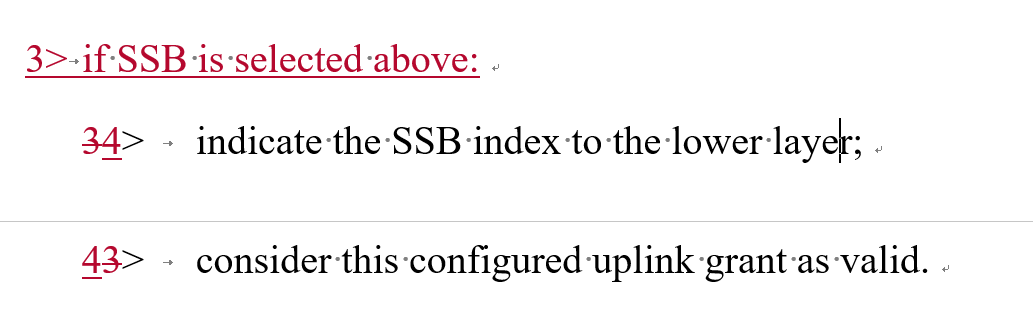 3> if SSB is selected above:
34> indicate the SSB index to the lower layer;
43> consider this configured uplink grant as valid.